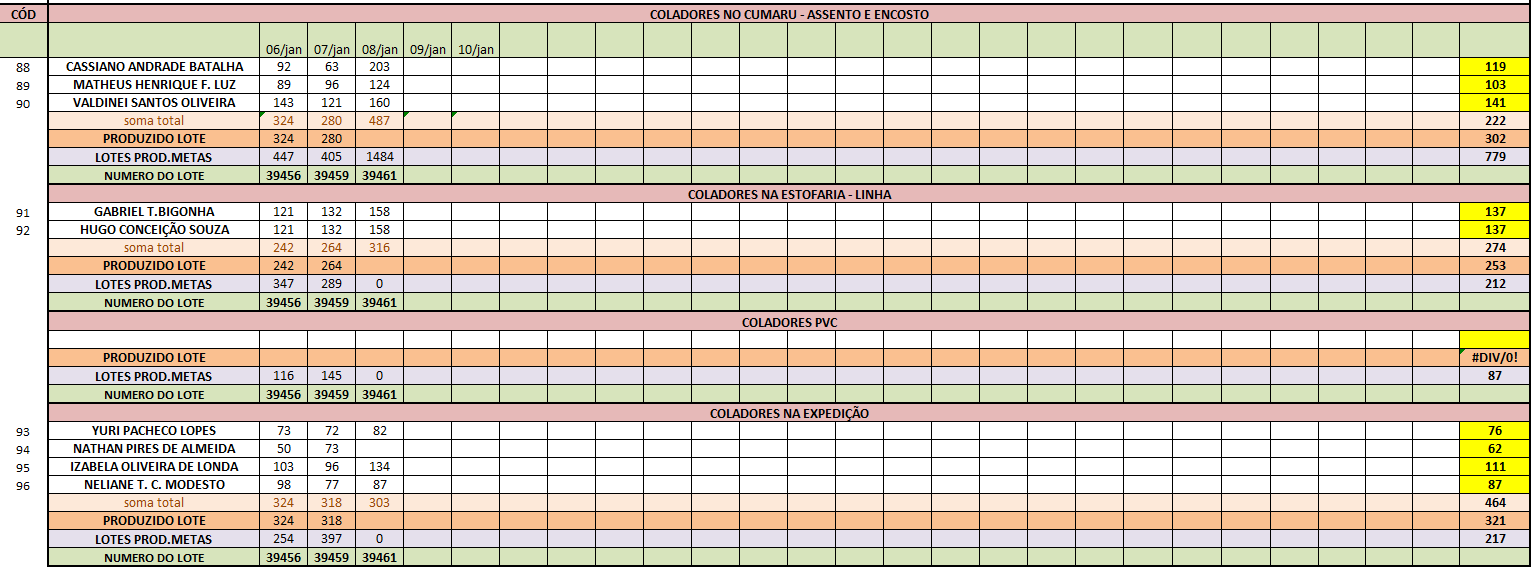 CÓD COLADORES NO CUMARU - ASSENTO E ENCOSTO
06/jan 07/jan 08/jan 09/jan 10/jan
88 CASSIANO ANDRADE BATALHA 92 63 203 119
89 MATHEUS HENRIQUE F. LUZ 89 96 124 103
90 VALDINEI SANTOS OLIVEIRA 143 121 160 141
soma total 324 280 487 222
PRODUZIDO LOTE 324 280 302
LOTES PROD.METAS 447 405 1484 779
NUMERO DO LOTE 39456 39459 39461
COLADORES NA ESTOFARIA - LINHA
91 GABRIEL T.BIGONHA 121 132 158 137
92 HUGO CONCEIÇÃO SOUZA 121 132 158 137
soma total 242 264 316 274
PRODUZIDO LOTE 242 264 253
LOTES PROD.METAS 347 289 0 212
NUMERO DO LOTE 39456 39459 39461
COLADORES PVC
PRODUZIDO LOTE #DIV/0!
LOTES PROD.METAS 116 145 0 87
NUMERO DO LOTE 39456 39459 39461
COLADORES NA EXPEDIÇÃO
93 YURI PACHECO LOPES 73 72 82 76
94 NATHAN PIRES DE ALMEIDA 50 73 62
95 IZABELA OLIVEIRA DE LONDA 103 96 134 111
96 NELIANE T. C. MODESTO 98 77 87 87
soma total 324 318 303 464
PRODUZIDO LOTE 324 318 321
LOTES PROD.METAS 254 397 0 217
NUMERO DO LOTE 39456 39459 39461